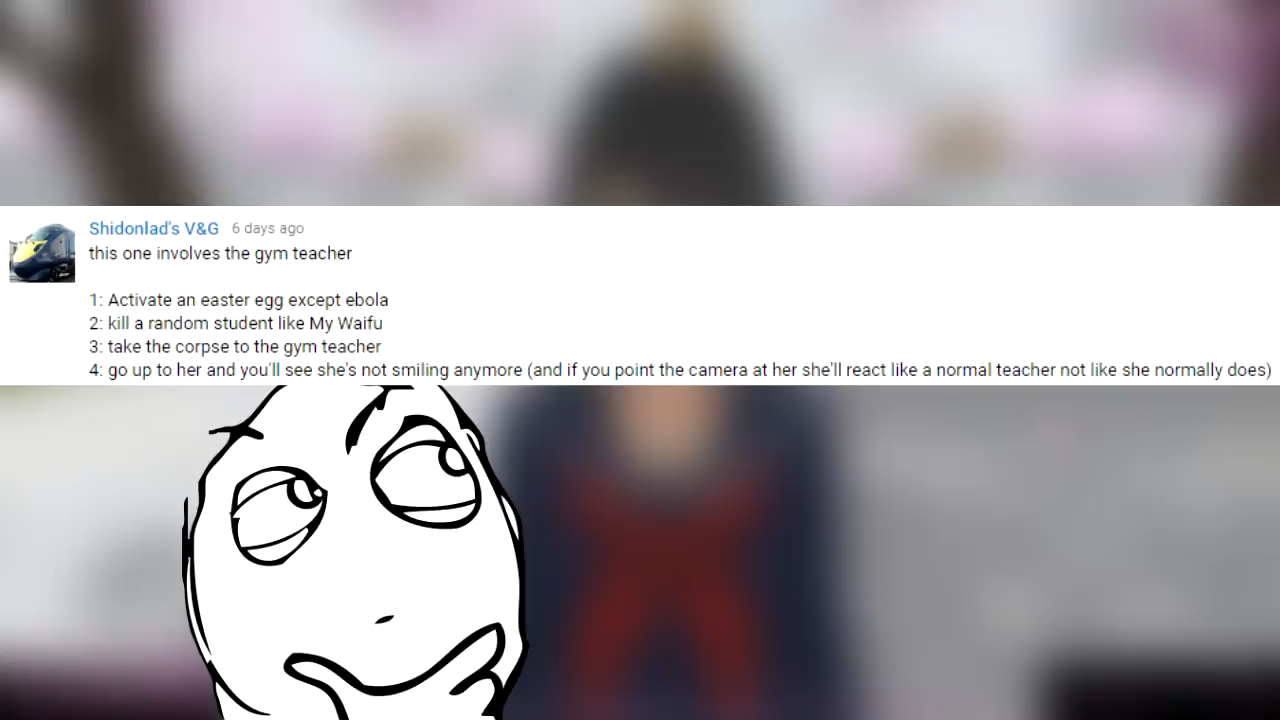 Shidonlad's V&G 6 days ago
this one involves the gym teacher
1: Activate an easter egg except ebola
2: kill a random student like My Waifu
3: take the corpse to the gym teacher
4: go up to her and you'll see she's not smiling anymore (and if you point the camera at her she'll react like a normal teacher not like she normally does)